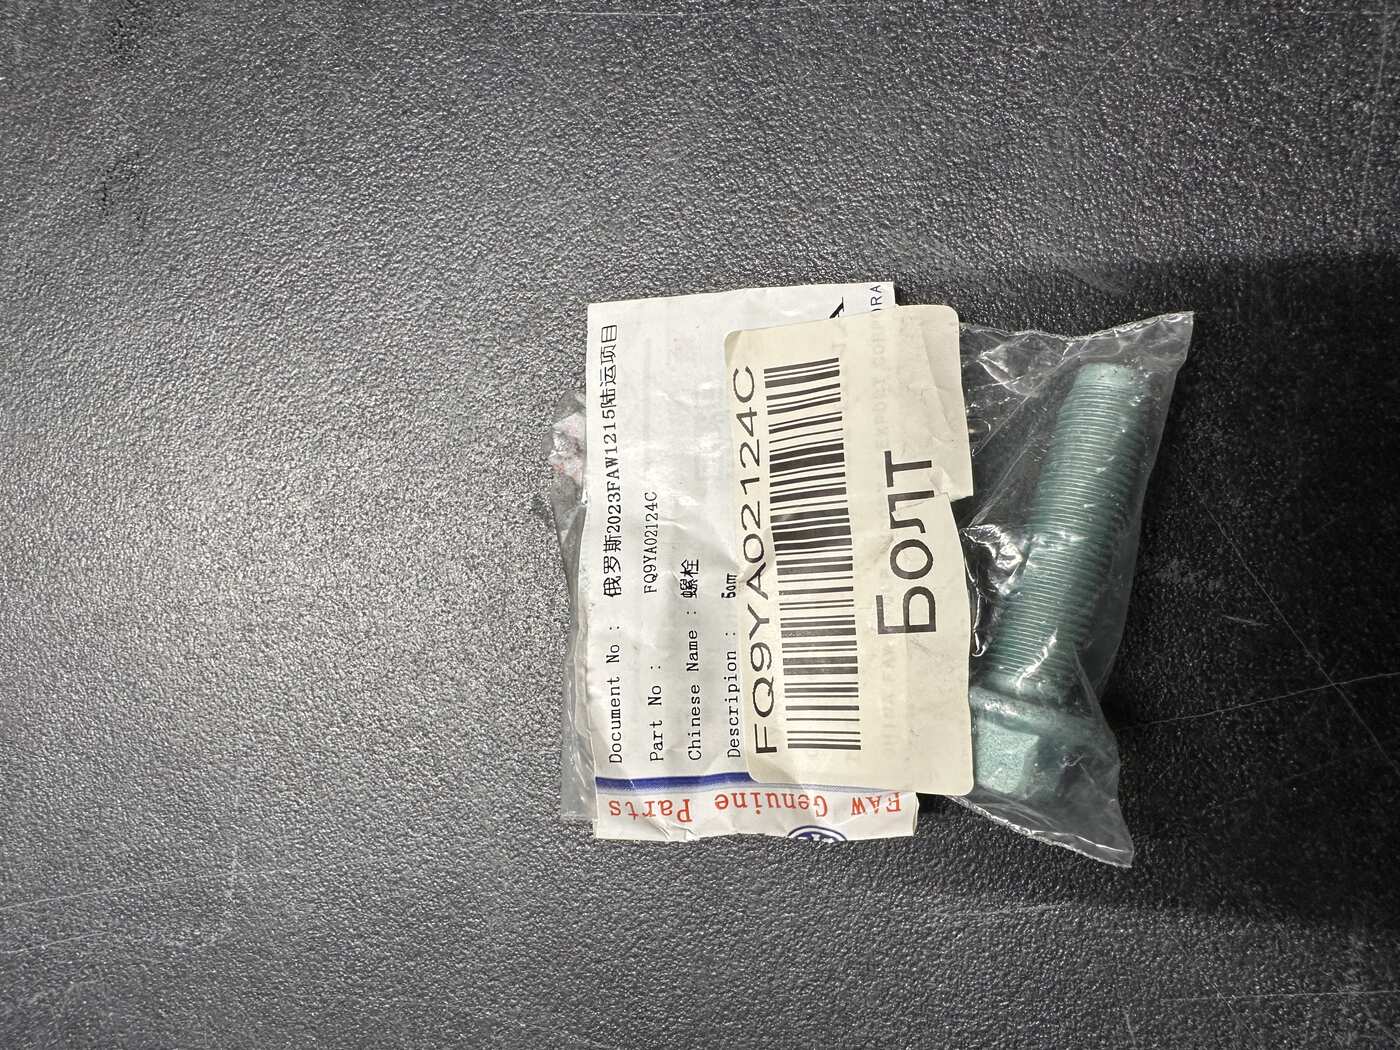 Document No : 俄罗斯2023FAW1215陆运项目
Part No : FQ9YA02124C
Chinese Name : 螺栓
Descripion : болт
FAW Genuine Parts
FQ9YA02124C
Болт